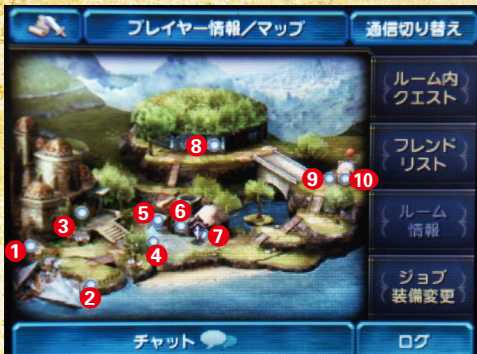 プレイヤー情報／マップ
通信切り替え
ルーム内
クエスト
フレンド
リスト
ルーム
情報
ジョブ
装備変更
8
9
10
3
5
6
7
1
4
2
チャット
ログ